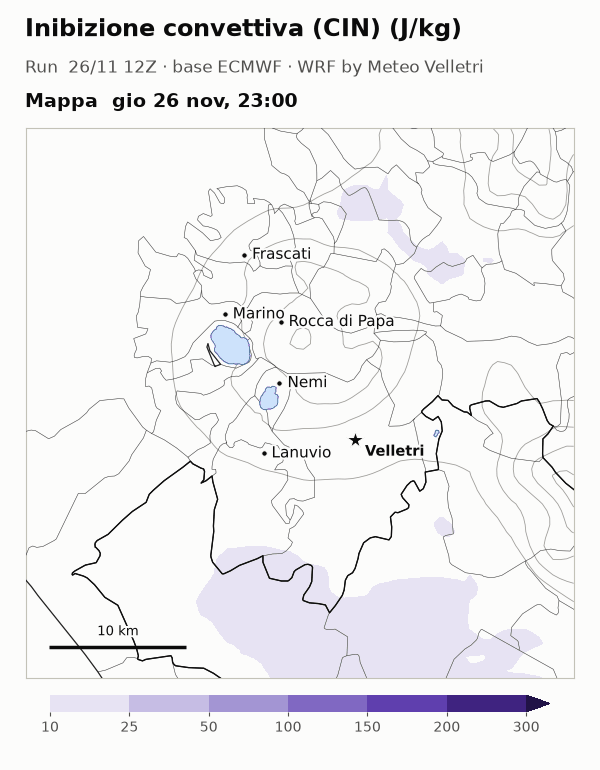 Inibizione convettiva (CIN) (J/kg)
Run 26/11 12Z · base ECMWF · WRF by Meteo Velletri
Mappa gio 26 nov, 23:00
Frascati
Marino
Rocca di Papa
Nemi
Velletri
Lanuvio
10 km
10 25 50 100 150 200 300